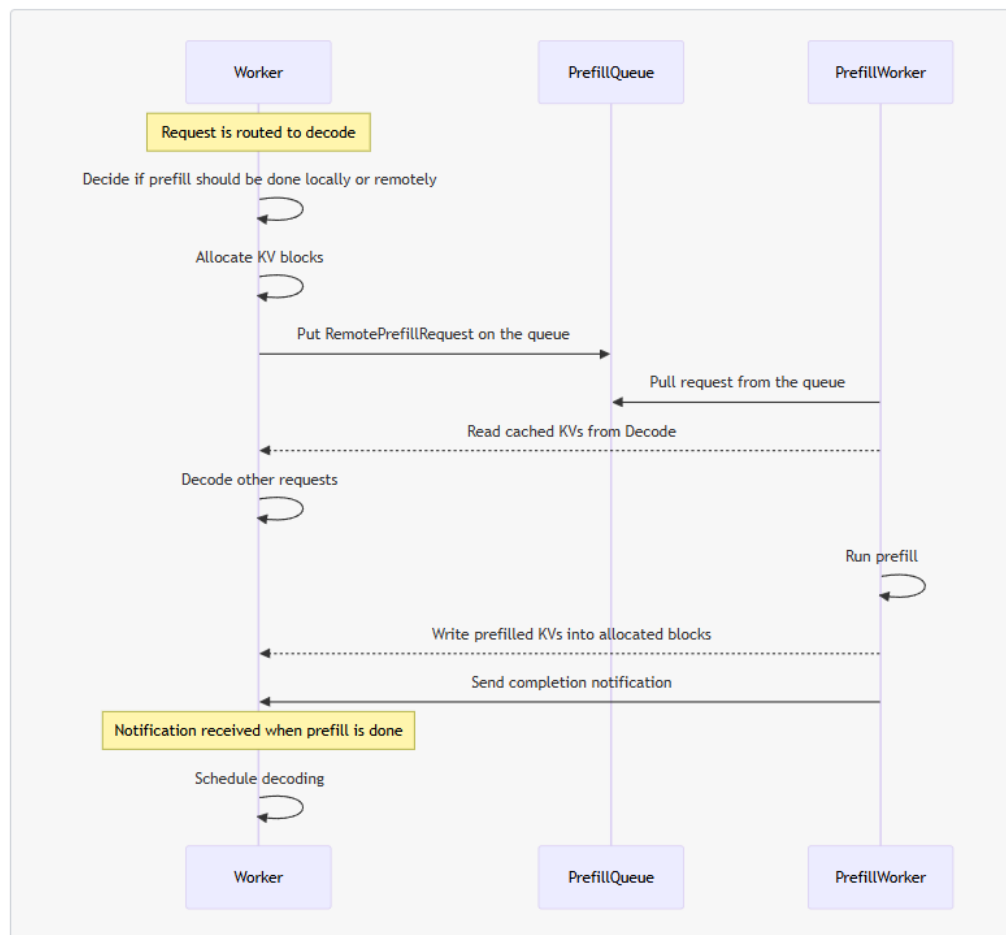 Worker
PrefillQueue
PrefillWorker
Request is routed to decode
Decide if prefill should be done locally or remotely
Allocate KV blocks
Put RemotePrefillRequest on the queue
Pull request from the queue
Read cached KVs from Decode
Decode other requests
Run prefill
Write prefilled KVs into allocated blocks
Send completion notification
Notification received when prefill is done
Schedule decoding
Worker
PrefillQueue
PrefillWorker